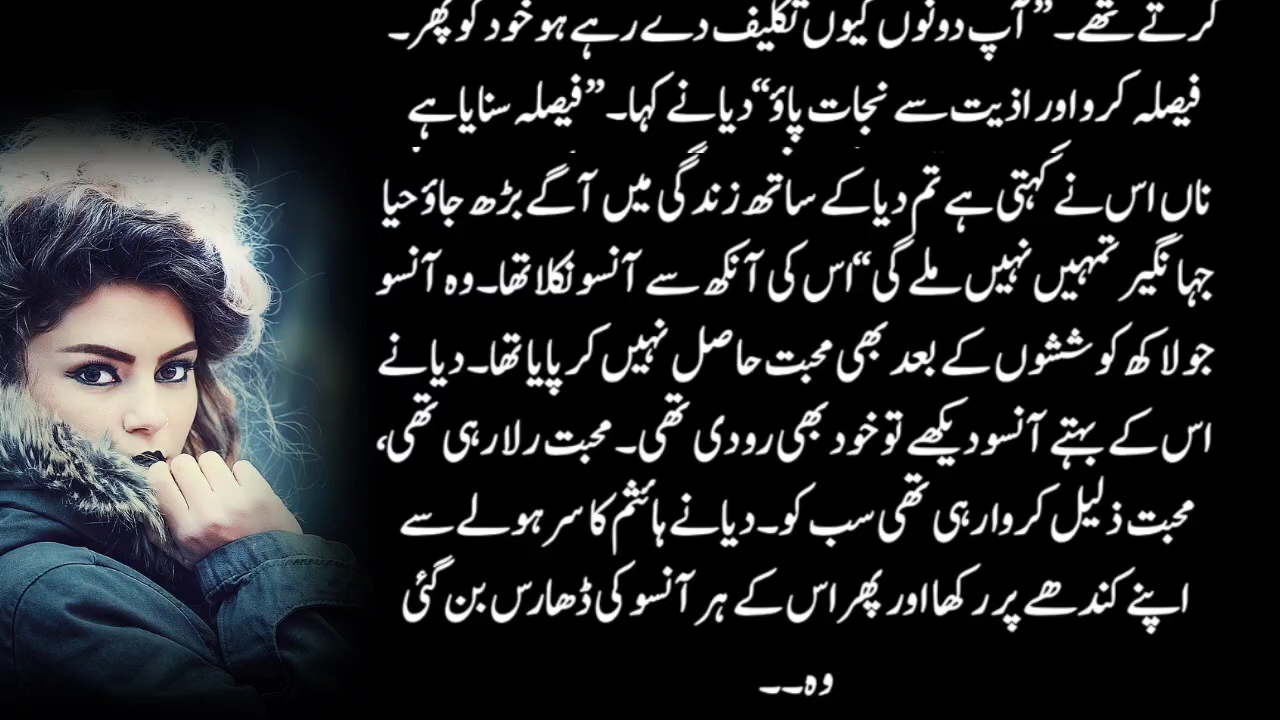 کرتے تھے۔ ”آپ دونوں کیوں تکلیف دے رہے ہو خود کو پھر۔
فیصلہ کرو اور اذیت سے نجات پاؤ“دیا نے کہا۔ ”فیصلہ سنایا ہے
ناں اس نے کہتی ہے تم دیا کے ساتھ زندگی میں آگے بڑھ جاؤ حیا
جہانگیر تمہیں نہیں ملے گی“اس کی آنکھ سے آنسو نکلا تھا۔ وہ آنسو
جو لاکھ کوششوں کے بعد بھی محبت حاصل نہیں کر پایا تھا۔ دیا نے
اس کے بہتے آنسو دیکھے تو خود بھی رو دی تھی۔ محبت رلا رہی تھی،
محبت ذلیل کروا رہی تھی سب کو۔ دیا نے ہائشم کا سر ہولے سے
اپنے کندھے پر رکھا اور پھر اس کے ہر آنسو کی ڈھارس بن گئی
وہ۔۔